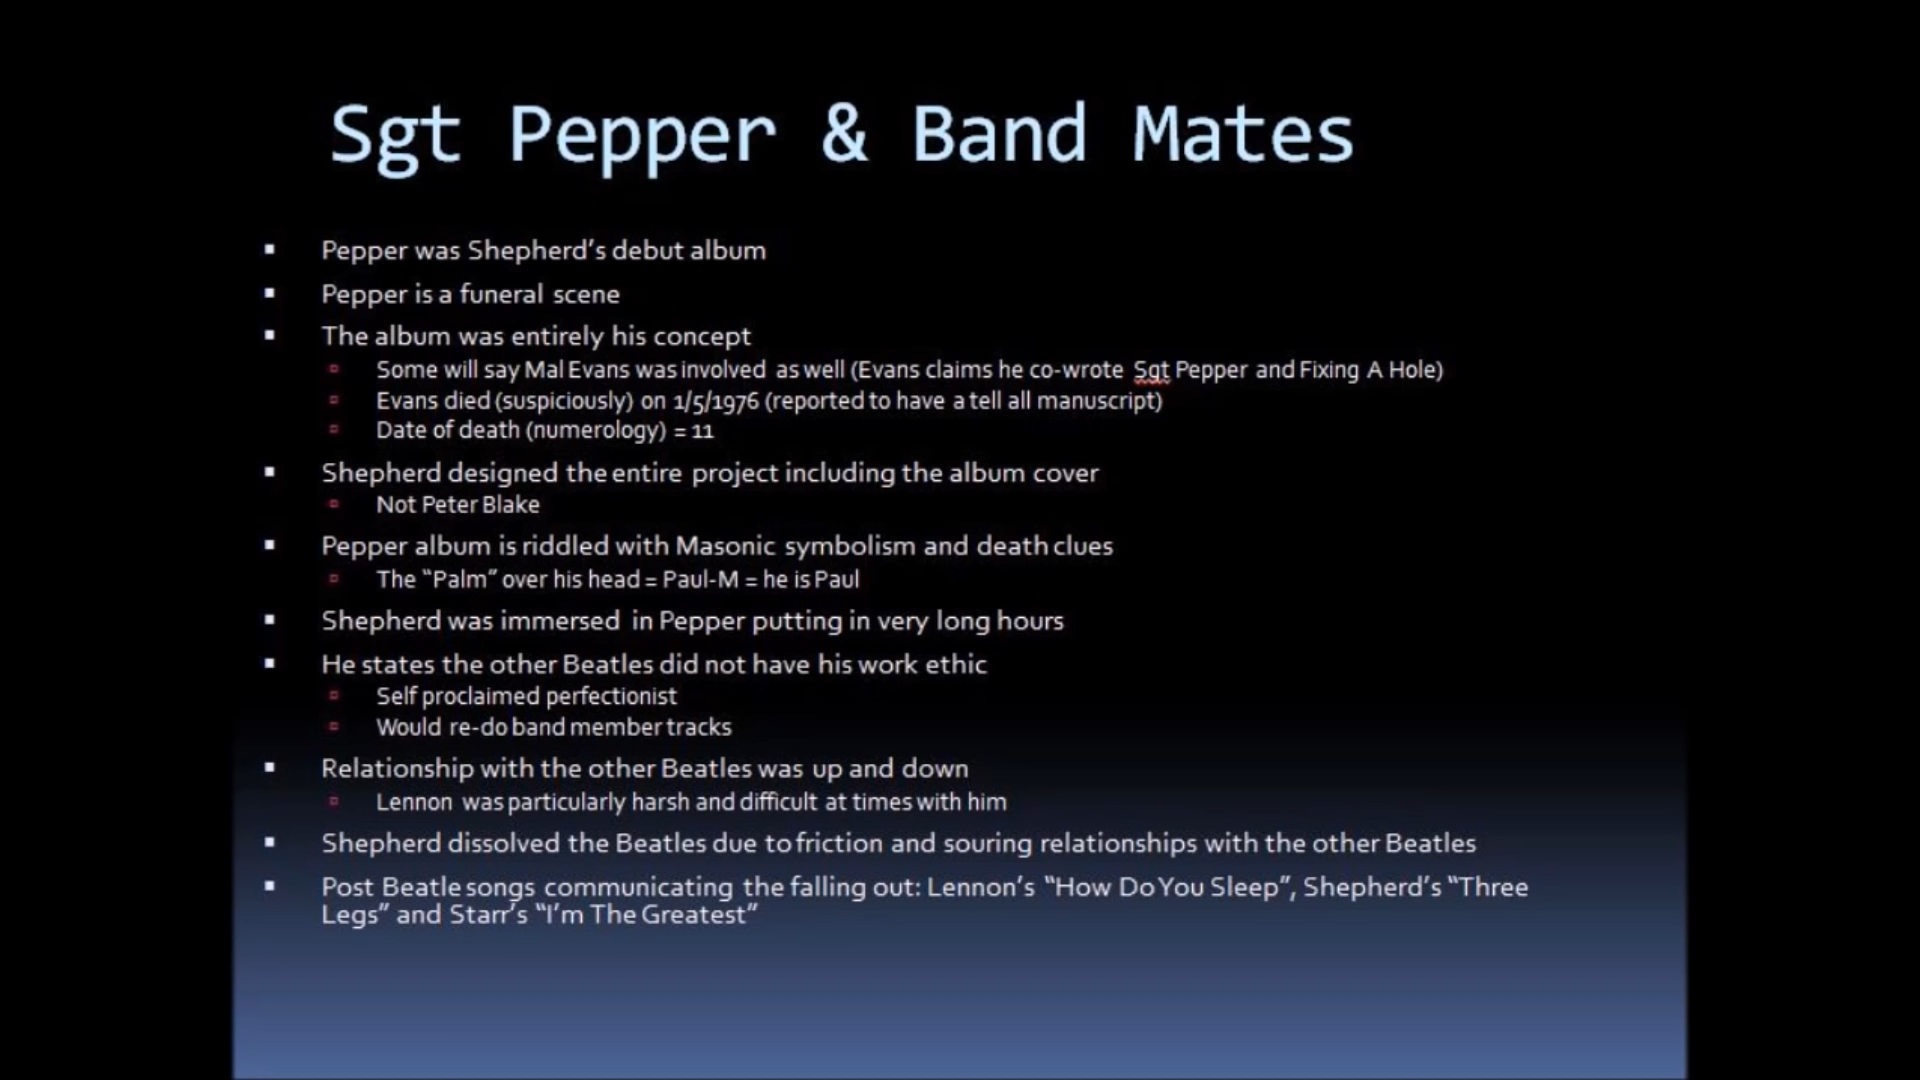 Sgt Pepper & Band Mates
Pepper was Shepherd's debut album
Pepper is a funeral scene
The album was entirely his concept
Some will say Mal Evans was involved as well (Evans claims he co-wrote Sgt Pepper and Fixing A Hole)
Evans died (suspiciously) on 1/5/1976 (reported to have a tell all manuscript)
Date of death (numerology) = 11
Shepherd designed the entire project including the album cover
Not Peter Blake
Pepper album is riddled with Masonic symbolism and death clues
The “Palm” over his head = Paul-M = he is Paul
Shepherd was immersed in Pepper putting in very long hours
He states the other Beatles did not have his work ethic
Self proclaimed perfectionist
Would re-do band member tracks
Relationship with the other Beatles was up and down
Lennon was particularly harsh and difficult at times with him
Shepherd dissolved the Beatles due to friction and souring relationships with the other Beatles
Post Beatle songs communicating the falling out: Lennon's “How Do You Sleep”, Shepherd's “Three
Legs” and Starr's “I'm The Greatest”